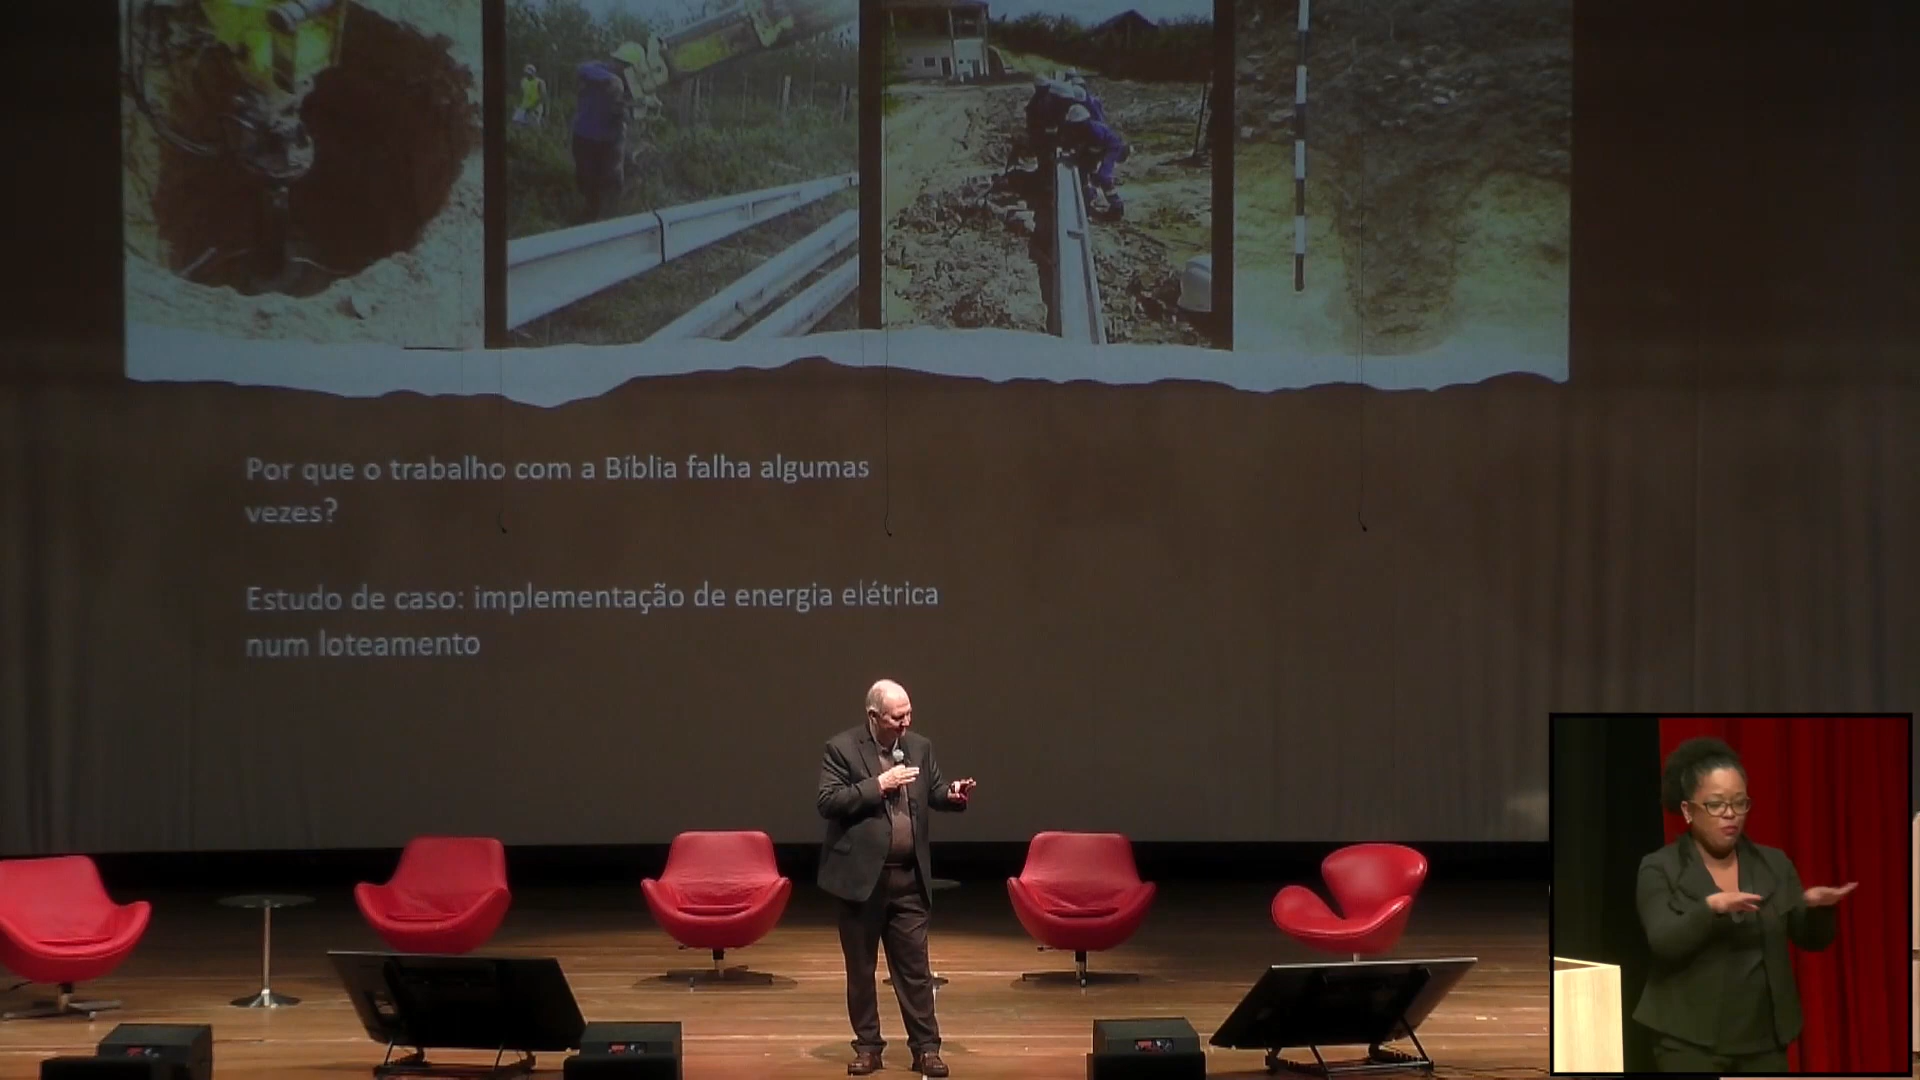 Por que o trabalho com a Bíblia falha algumas
vezes?
Estudo de caso: implementação de energia elétrica
num loteamento